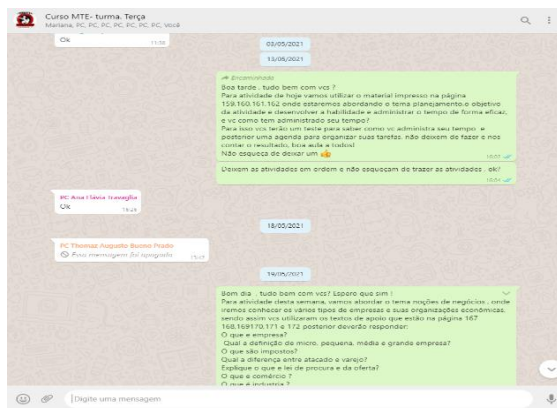 Curso MTE- turma. Terça
Mariana, PC, PC, PC, PC, PC, PC, Você
Ok
11:38
03/05/2021
13/05/2021
Encaminhada
Boa tarde . tudo bem com vcs ?
Para atividade de hoje vamos utilizar o material impresso na página
159.160.161.162 onde estaremos abordando o tema planejamento.o objetivo
da atividade e desenvolver a habilidade e administrar o tempo de forma eficaz,
e vc como tem administrado seu tempo?
Para isso vcs terão um teste para saber como vc administra seu tempo e
posterior uma agenda para organizar suas tarefas. não deixem de fazer e nos
contar o resultado, boa aula a todos!
Não esqueça de deixar um 👍
Deixem as atividades em ordem e não esqueçam de trazer as atividades . ok?
PC Ana Flávia Travaglia
Ok
18/05/2021
PC Thomaz Augusto Bueno Prado
Essa mensagem foi apagada
19/05/2021
Bom dia . tudo bem com vcs? Espero que sim !
Para atividade desta semana, vamos abordar o tema noções de negócios , onde
iremos conhecer os vários tipos de empresas e suas organizações econômicas,
sendo assim vcs utilizaram os textos de apoio que estão na página 167
168.169170.171 e 172 posterior deverão responder:
O que e empresa?
Qual a definição de micro, pequena, média e grande empresa?
O que são impostos?
Qual a diferença entre atacado e varejo?
Explique o que e lei de procura e da oferta?
O que e comércio ?
O que e industria ?
Digite uma mensagem